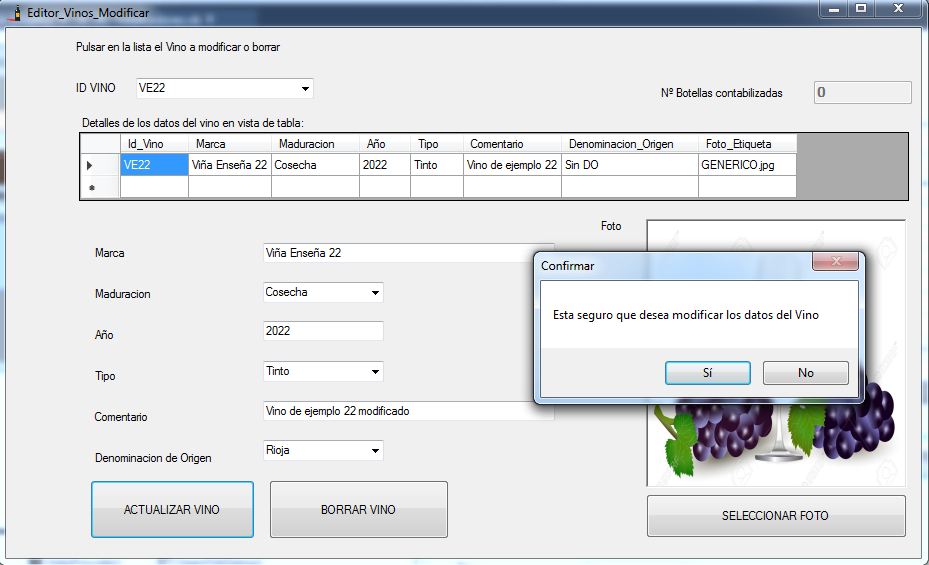 Editor_Vinos_Modificar
Pulsar en la lista el Vino a modificar o borrar
ID VINO VE22
Nº Botellas contabilizadas 0
Detalles de los datos del vino en vista de tabla:
Id_Vino Marca Maduracion Año Tipo Comentario Denominacion_Origen Foto_Etiqueta
VE22 Viña Enseña 22 Cosecha 2022 Tinto Vino de ejemplo 22 Sin DO GENERICO.jpg
Foto
Marca Viña Enseña 22
Maduracion Cosecha
Año 2022
Tipo Tinto
Comentario Vino de ejemplo 22 modificado
Denominacion de Origen Rioja
Confirmar
Esta seguro que desea modificar los datos del Vino
Sí No
ACTUALIZAR VINO BORRAR VINO SELECCIONAR FOTO